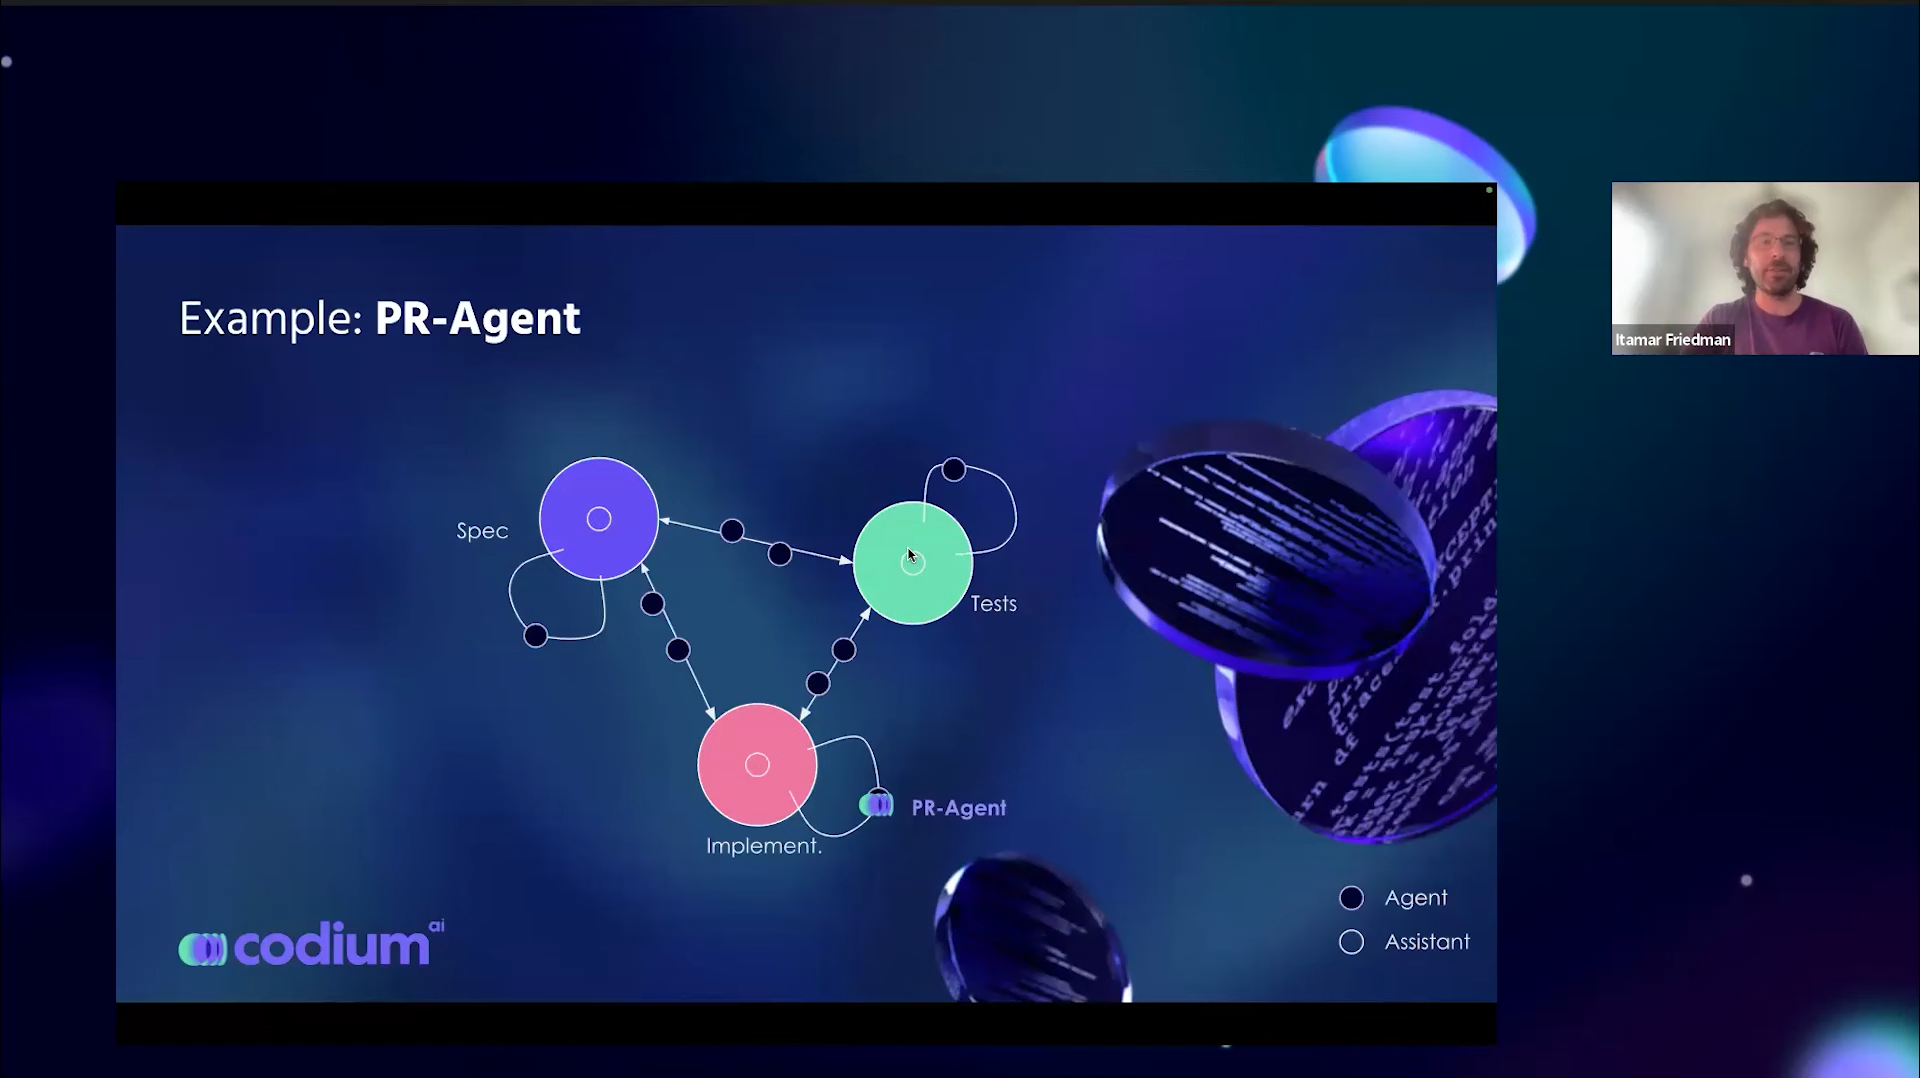 Example: PR-Agent
Itamar Friedman
Spec
Tests
PR-Agent
Implement.
codium ai
Agent
Assistant